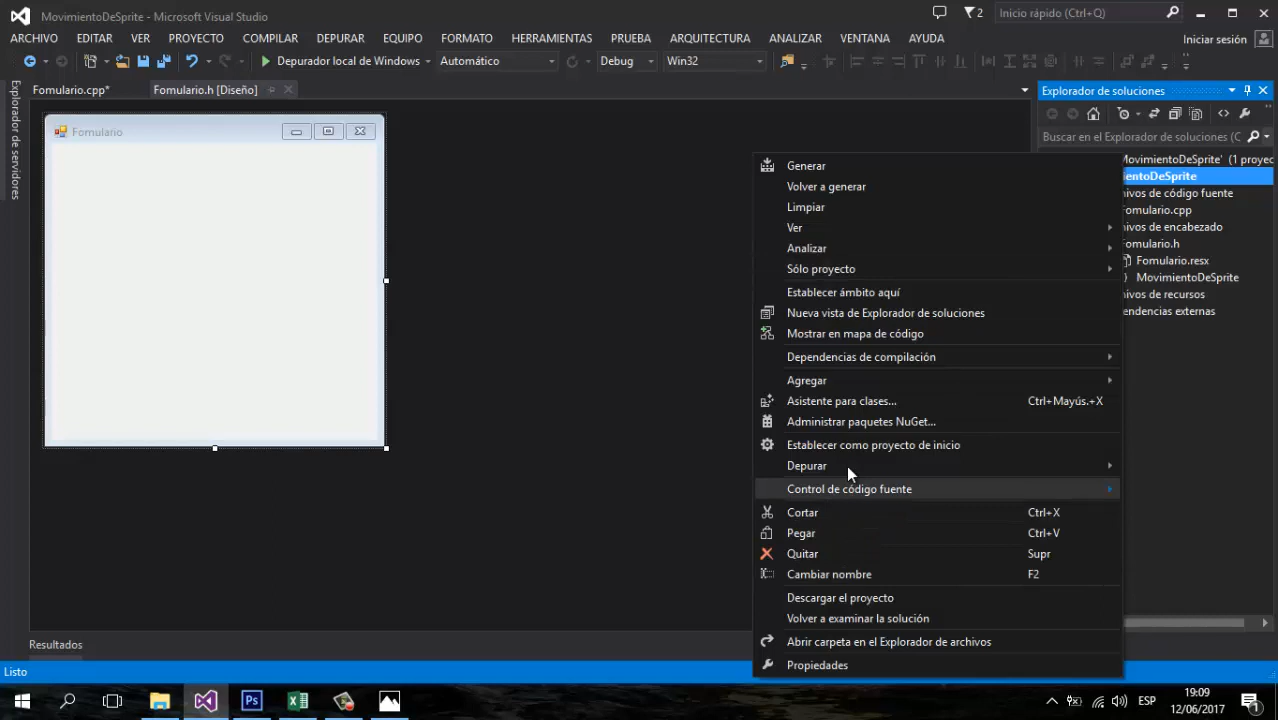 MovimientoDeSprite - Microsoft Visual Studio
2
Inicio rápido (Ctrl+Q)
ARCHIVO EDITAR VER PROYECTO COMPILAR DEPURAR EQUIPO FORMATO HERRAMIENTAS PRUEBA ARQUITECTURA ANALIZAR VENTANA AYUDA
Iniciar sesión
Depurador local de Windows Automático Debug Win32
Explorador de servidores
Fomulario.cpp* Fomulario.h [Diseño]
Explorador de soluciones
Buscar en el Explorador de soluciones (C
Fomulario
MovimientoDeSprite' (1 proyec
entoDeSprite
ivos de código fuente
Fomulario.cpp
ivos de encabezado
Fomulario.h
Fomulario.resx
MovimientoDeSprite
ivos de recursos
endencias externas
Generar
Volver a generar
Limpiar
Ver
Analizar
Sólo proyecto
Establecer ámbito aquí
Nueva vista de Explorador de soluciones
Mostrar en mapa de código
Dependencias de compilación
Agregar
Asistente para clases... Ctrl+Mayús.+X
Administrar paquetes NuGet...
Establecer como proyecto de inicio
Depurar
Control de código fuente
Cortar Ctrl+X
Pegar Ctrl+V
Quitar Supr
Cambiar nombre F2
Descargar el proyecto
Volver a examinar la solución
Abrir carpeta en el Explorador de archivos
Propiedades
Resultados
Listo
Ps
ESP
19:09
12/06/2017
1